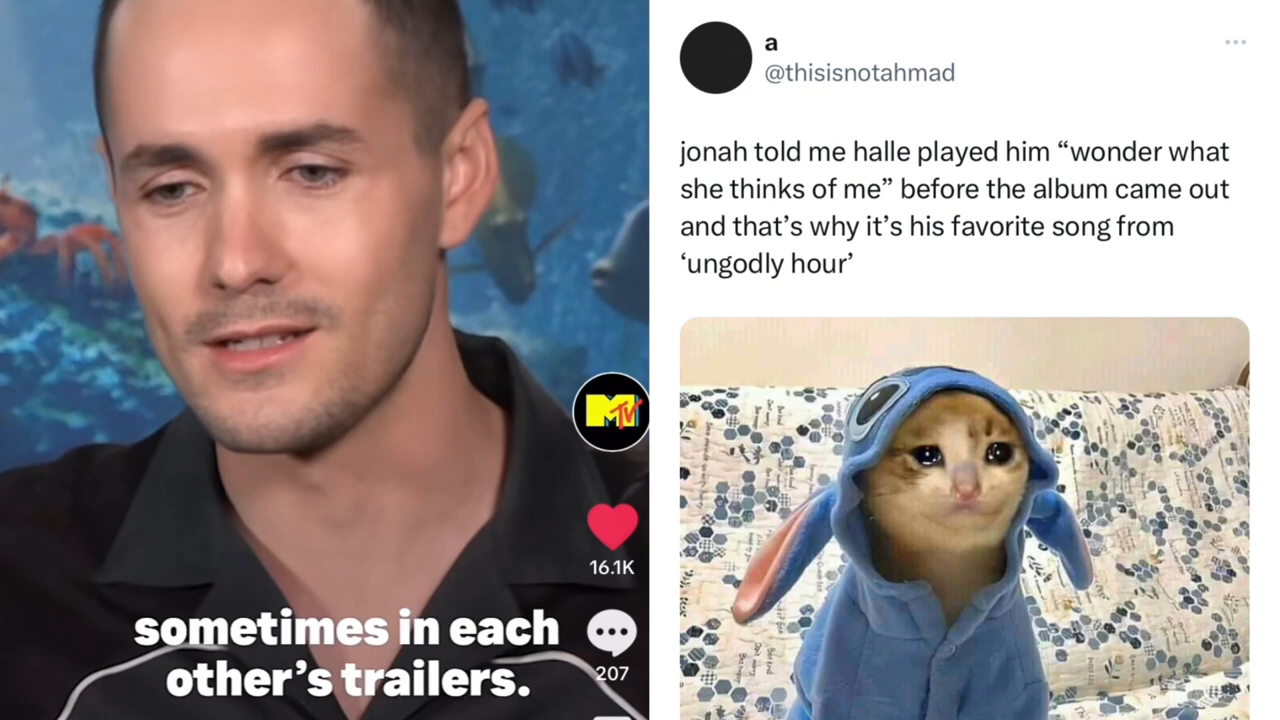 MTV
16.1K
sometimes in each
other's trailers.
207
a
@thisisnotahmad
jonah told me halle played him “wonder what
she thinks of me” before the album came out
and that’s why it’s his favorite song from
‘ungodly hour’